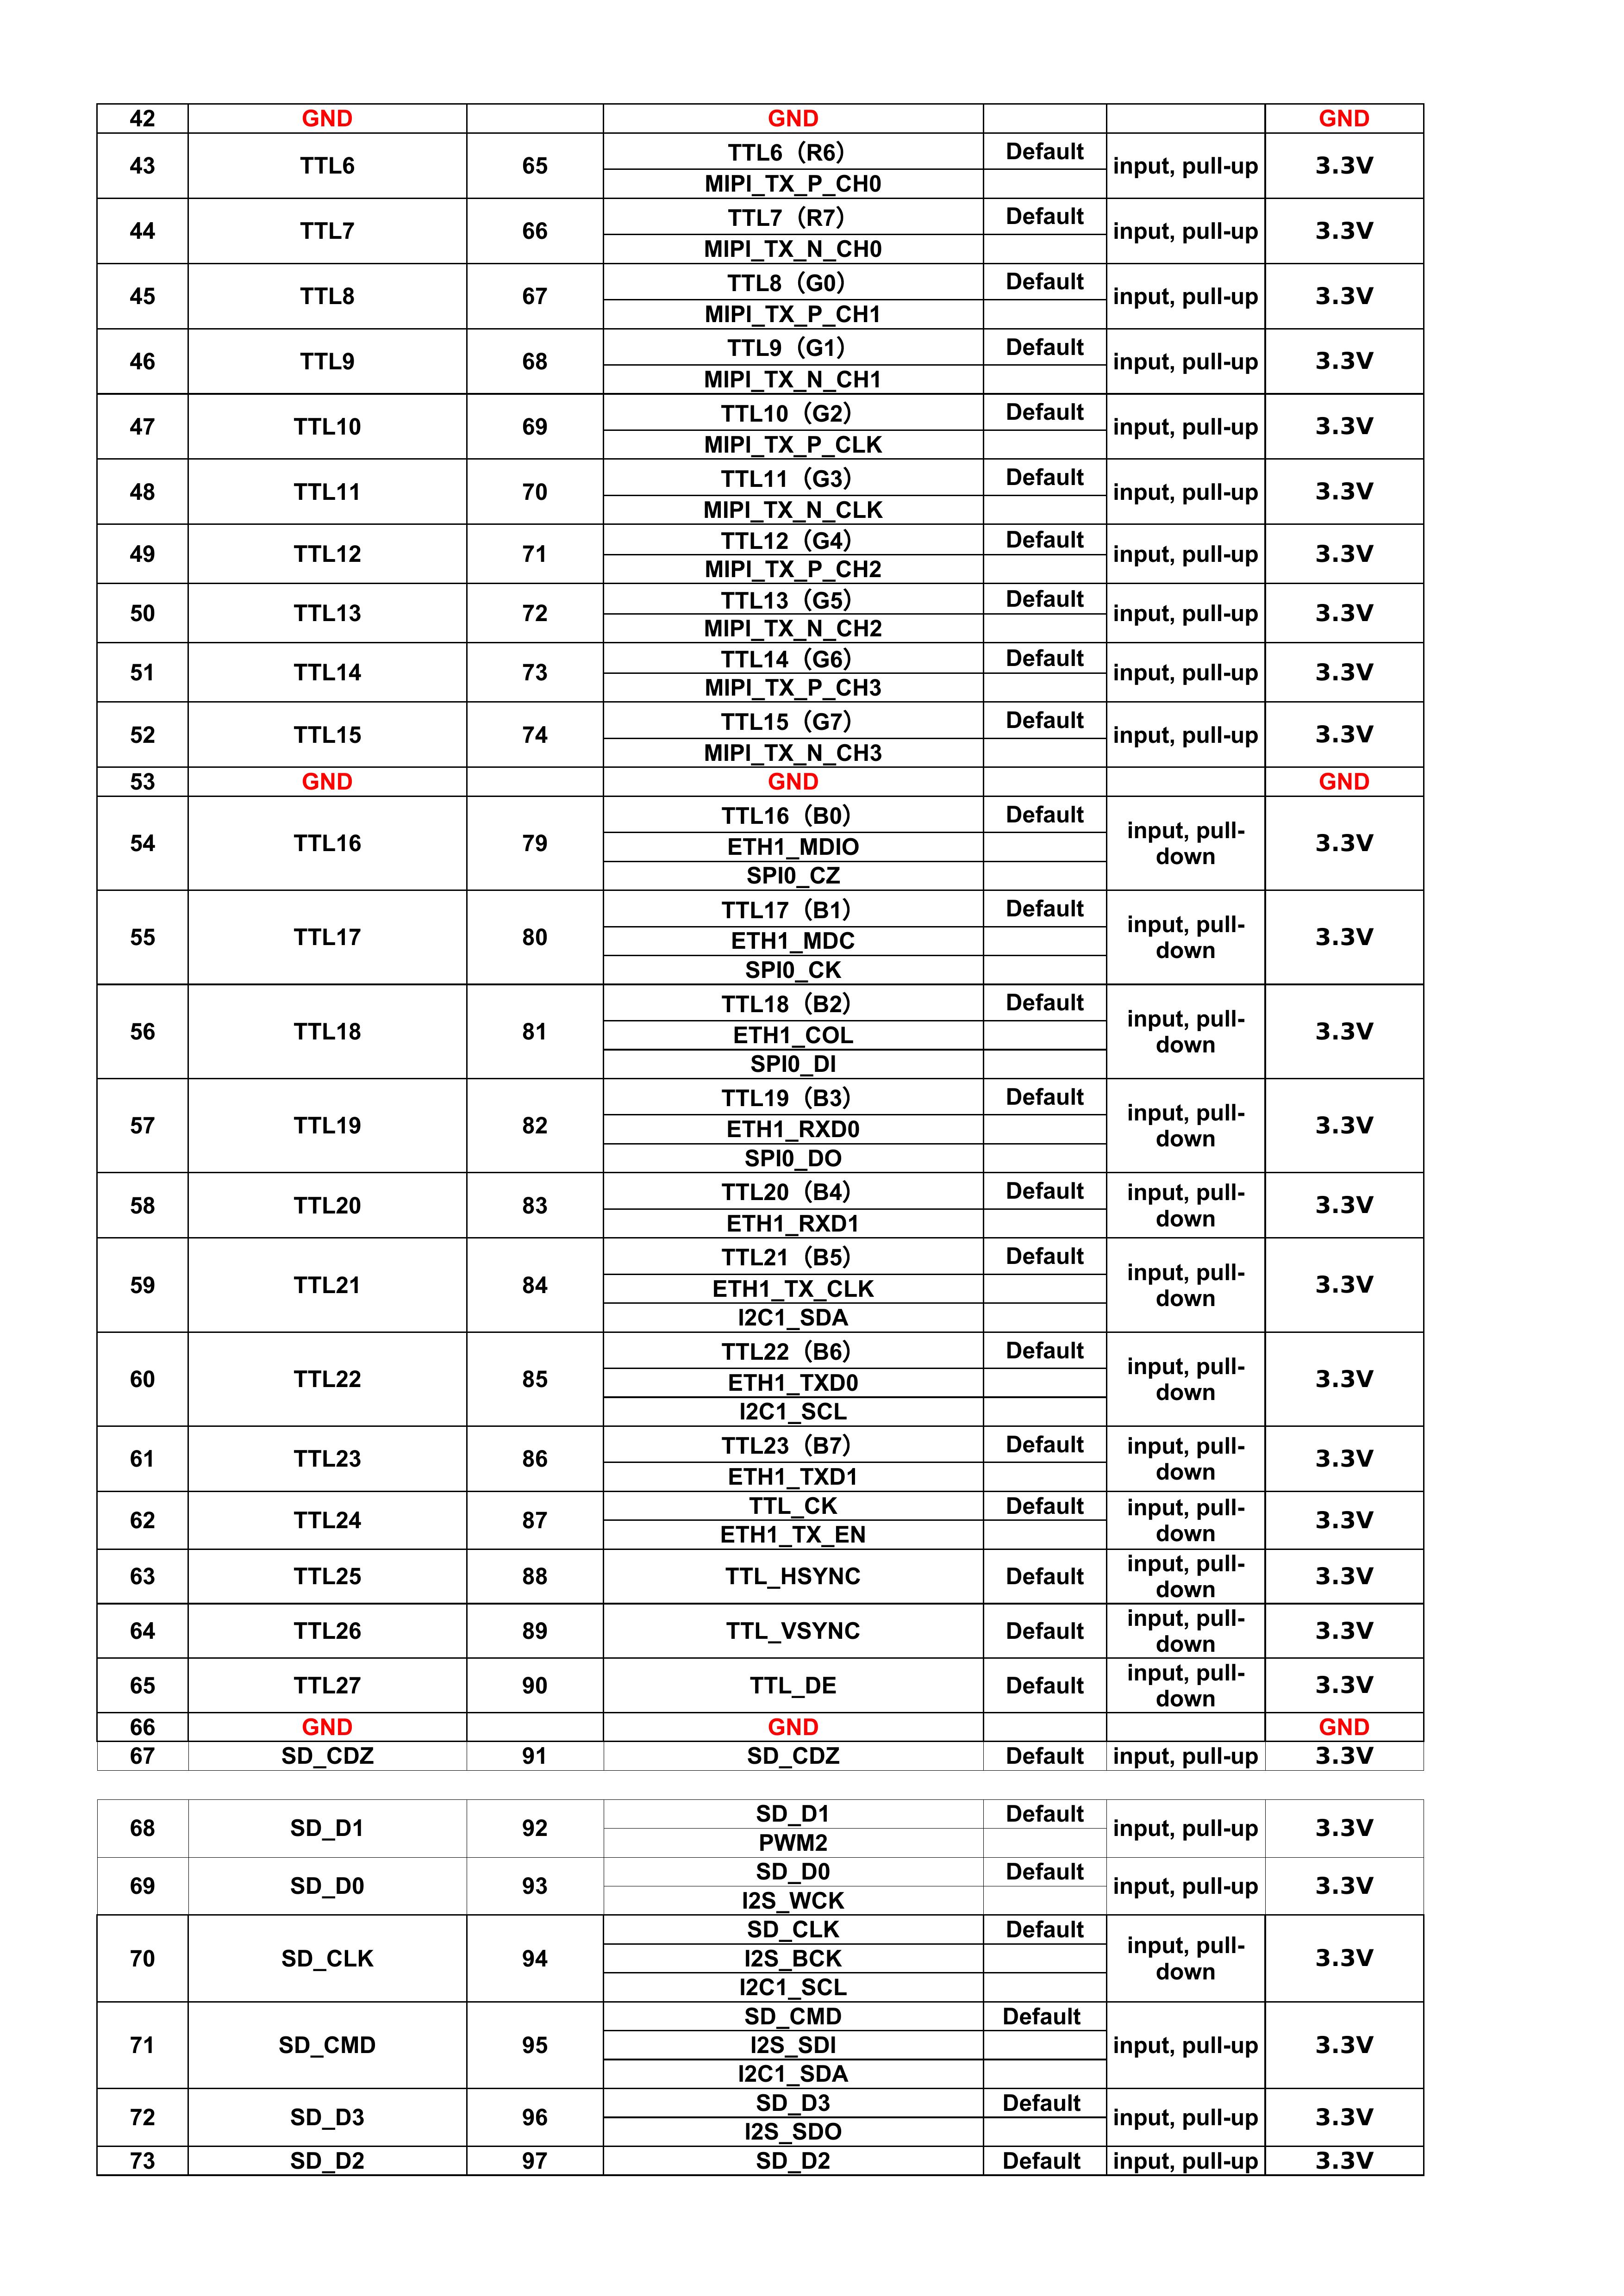 42 GND GND GND
43 TTL6 65 TTL6（R6） Default input, pull-up 3.3V
MIPI_TX_P_CH0
44 TTL7 66 TTL7（R7） Default input, pull-up 3.3V
MIPI_TX_N_CH0
45 TTL8 67 TTL8（G0） Default input, pull-up 3.3V
MIPI_TX_P_CH1
46 TTL9 68 TTL9（G1） Default input, pull-up 3.3V
MIPI_TX_N_CH1
47 TTL10 69 TTL10（G2） Default input, pull-up 3.3V
MIPI_TX_P_CLK
48 TTL11 70 TTL11（G3） Default input, pull-up 3.3V
MIPI_TX_N_CLK
49 TTL12 71 TTL12（G4） Default input, pull-up 3.3V
MIPI_TX_P_CH2
50 TTL13 72 TTL13（G5） Default input, pull-up 3.3V
MIPI_TX_N_CH2
51 TTL14 73 TTL14（G6） Default input, pull-up 3.3V
MIPI_TX_P_CH3
52 TTL15 74 TTL15（G7） Default input, pull-up 3.3V
MIPI_TX_N_CH3
53 GND GND GND
54 TTL16 79 TTL16（B0） Default input, pull-down 3.3V
ETH1_MDIO
SPI0_CZ
55 TTL17 80 TTL17（B1） Default input, pull-down 3.3V
ETH1_MDC
SPI0_CK
56 TTL18 81 TTL18（B2） Default input, pull-down 3.3V
ETH1_COL
SPI0_DI
57 TTL19 82 TTL19（B3） Default input, pull-down 3.3V
ETH1_RXD0
SPI0_DO
58 TTL20 83 TTL20（B4） Default input, pull-down 3.3V
ETH1_RXD1
59 TTL21 84 TTL21（B5） Default input, pull-down 3.3V
ETH1_TX_CLK
I2C1_SDA
60 TTL22 85 TTL22（B6） Default input, pull-down 3.3V
ETH1_TXD0
I2C1_SCL
61 TTL23 86 TTL23（B7） Default input, pull-down 3.3V
ETH1_TXD1
62 TTL24 87 TTL_CK Default input, pull-down 3.3V
ETH1_TX_EN
63 TTL25 88 TTL_HSYNC Default input, pull-down 3.3V
64 TTL26 89 TTL_VSYNC Default input, pull-down 3.3V
65 TTL27 90 TTL_DE Default input, pull-down 3.3V
66 GND GND GND
67 SD_CDZ 91 SD_CDZ Default input, pull-up 3.3V
68 SD_D1 92 SD_D1 Default input, pull-up 3.3V
PWM2
69 SD_D0 93 SD_D0 Default input, pull-up 3.3V
I2S_WCK
70 SD_CLK 94 SD_CLK Default input, pull-down 3.3V
I2S_BCK
I2C1_SCL
71 SD_CMD 95 SD_CMD Default input, pull-up 3.3V
I2S_SDI
I2C1_SDA
72 SD_D3 96 SD_D3 Default input, pull-up 3.3V
I2S_SDO
73 SD_D2 97 SD_D2 Default input, pull-up 3.3V